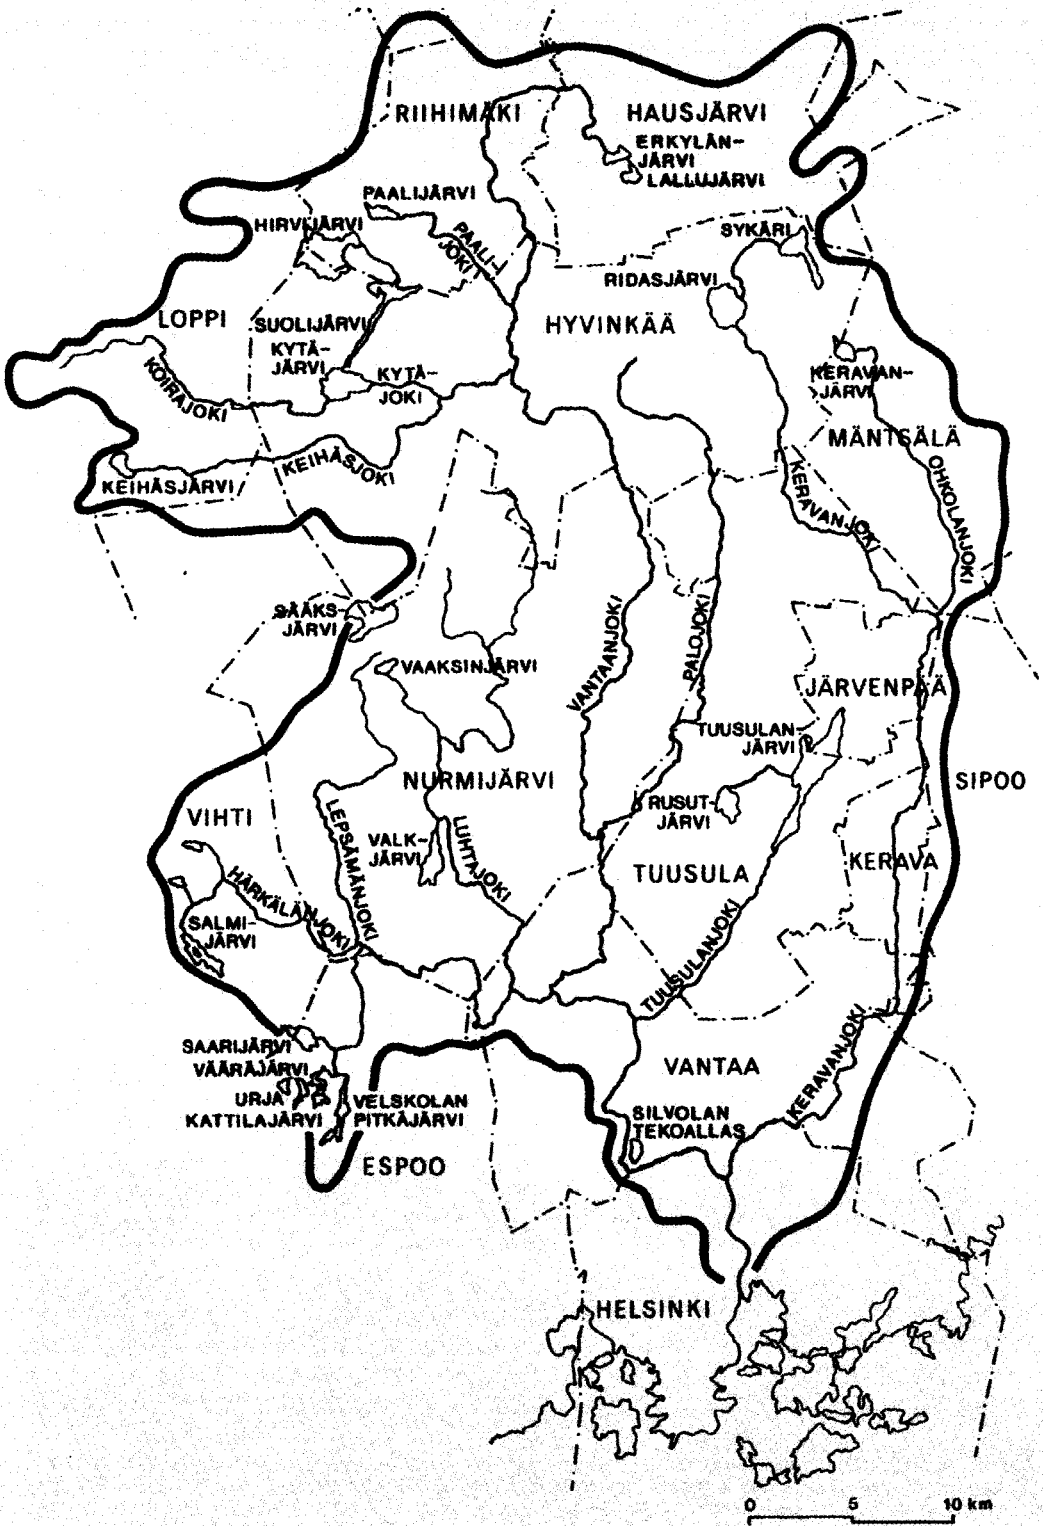 RIIHIMÄKI
HAUSJÄRVI
ERKYLÄN-
JÄRVI
LALLUJÄRVI
PAALIJÄRVI
HIRVIJÄRVI
PAALI-
JOKI
SYKÄRI
RIDASJÄRVI
LOPPI
SUOLIJÄRVI
HYVINKÄÄ
KYTÄ-
JÄRVI
KYTÄ-
JOKI
KOIRAJOKI
KERAVAN-
JÄRVI
MÄNTSÄLÄ
KEIHÄSJÄRVI
KEIHÄSJOKI
KERAVANJOKI
OHKOLANJOKI
SÄÄKS-
JÄRVI
VAAKSINJÄRVI
VANTAANJOKI
PALOJOKI
JÄRVENPÄÄ
TUUSULAN-
JÄRVI
NURMIJÄRVI
SIPOO
VIHTI
LEPSÄMÄNJOKI
VALK-
JÄRVI
LUHTAJOKI
RUSUT-
JÄRVI
TUUSULA
KERAVA
HÄRKÄLÄNJOKI
SALMI-
JÄRVI
TUUSULANJOKI
SAARIJÄRVI
VÄÄRÄJÄRVI
URJA
KATTILAJÄRVI
VELSKOLAN
PITKÄJÄRVI
ESPOO
VANTAA
KERAVANJOKI
SILVOLAN
TEKOALLAS
HELSINKI
0 5 10 km